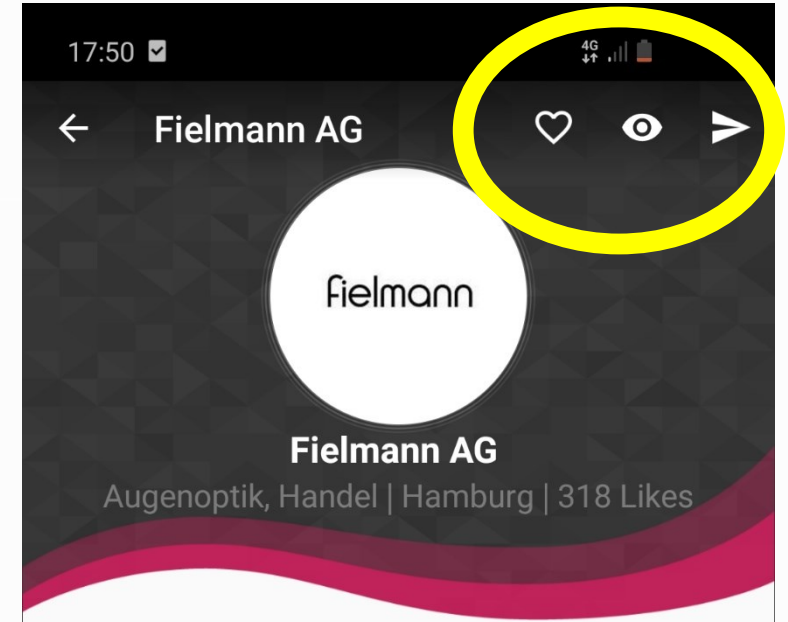 17:50 4G
Fielmann AG
fielmann
Fielmann AG
Augenoptik, Handel | Hamburg | 318 Likes